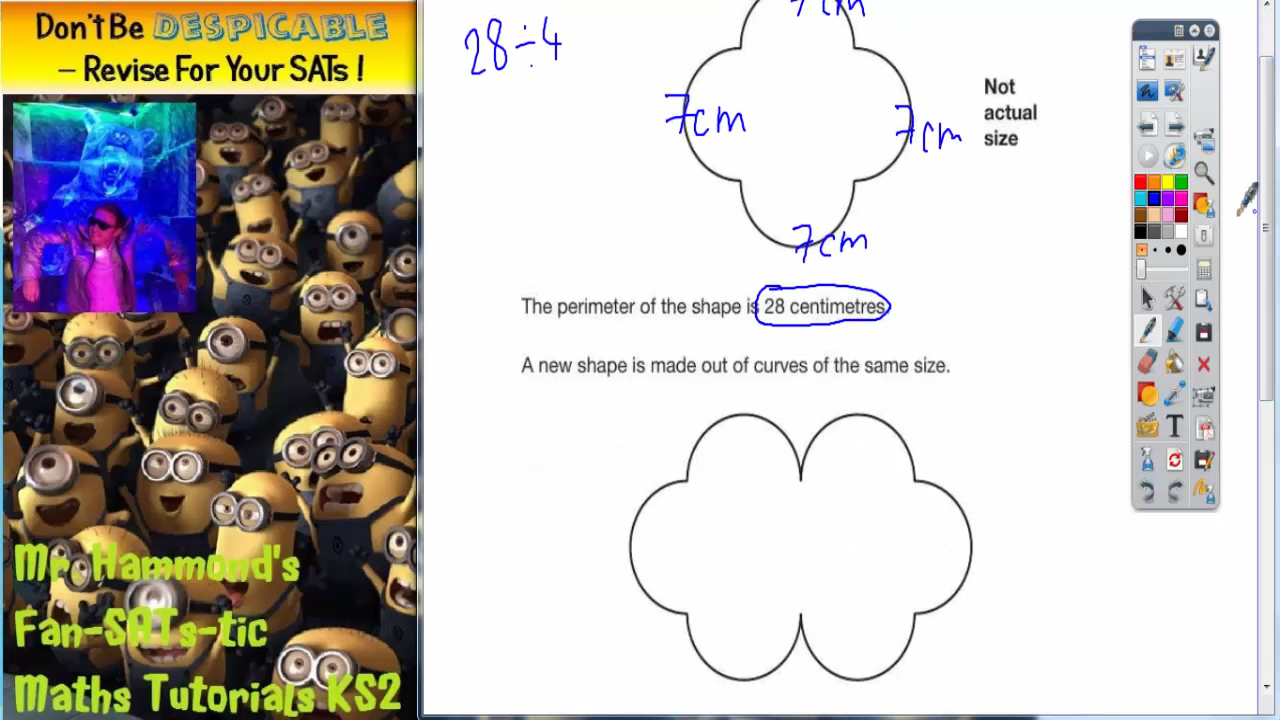 Don't Be DESPICABLE
– Revise For Your SATs !
Mr. Hammond's
Fan-SATs-tic
Maths Tutorials KS2
28÷4
7cm
7cm
7cm
7cm
Not
actual
size
The perimeter of the shape is 28 centimetres
A new shape is made out of curves of the same size.
T